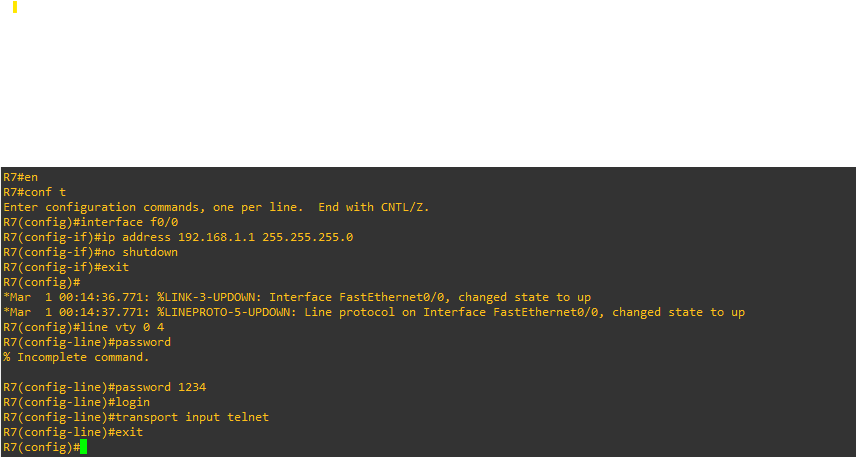 R7#en
R7#conf t
Enter configuration commands, one per line.  End with CNTL/Z.
R7(config)#interface f0/0
R7(config-if)#ip address 192.168.1.1 255.255.255.0
R7(config-if)#no shutdown
R7(config-if)#exit
R7(config)#
*Mar  1 00:14:36.771: %LINK-3-UPDOWN: Interface FastEthernet0/0, changed state to up
*Mar  1 00:14:37.771: %LINEPROTO-5-UPDOWN: Line protocol on Interface FastEthernet0/0, changed state to up
R7(config)#line vty 0 4
R7(config-line)#password
% Incomplete command.

R7(config-line)#password 1234
R7(config-line)#login
R7(config-line)#transport input telnet
R7(config-line)#exit
R7(config)#